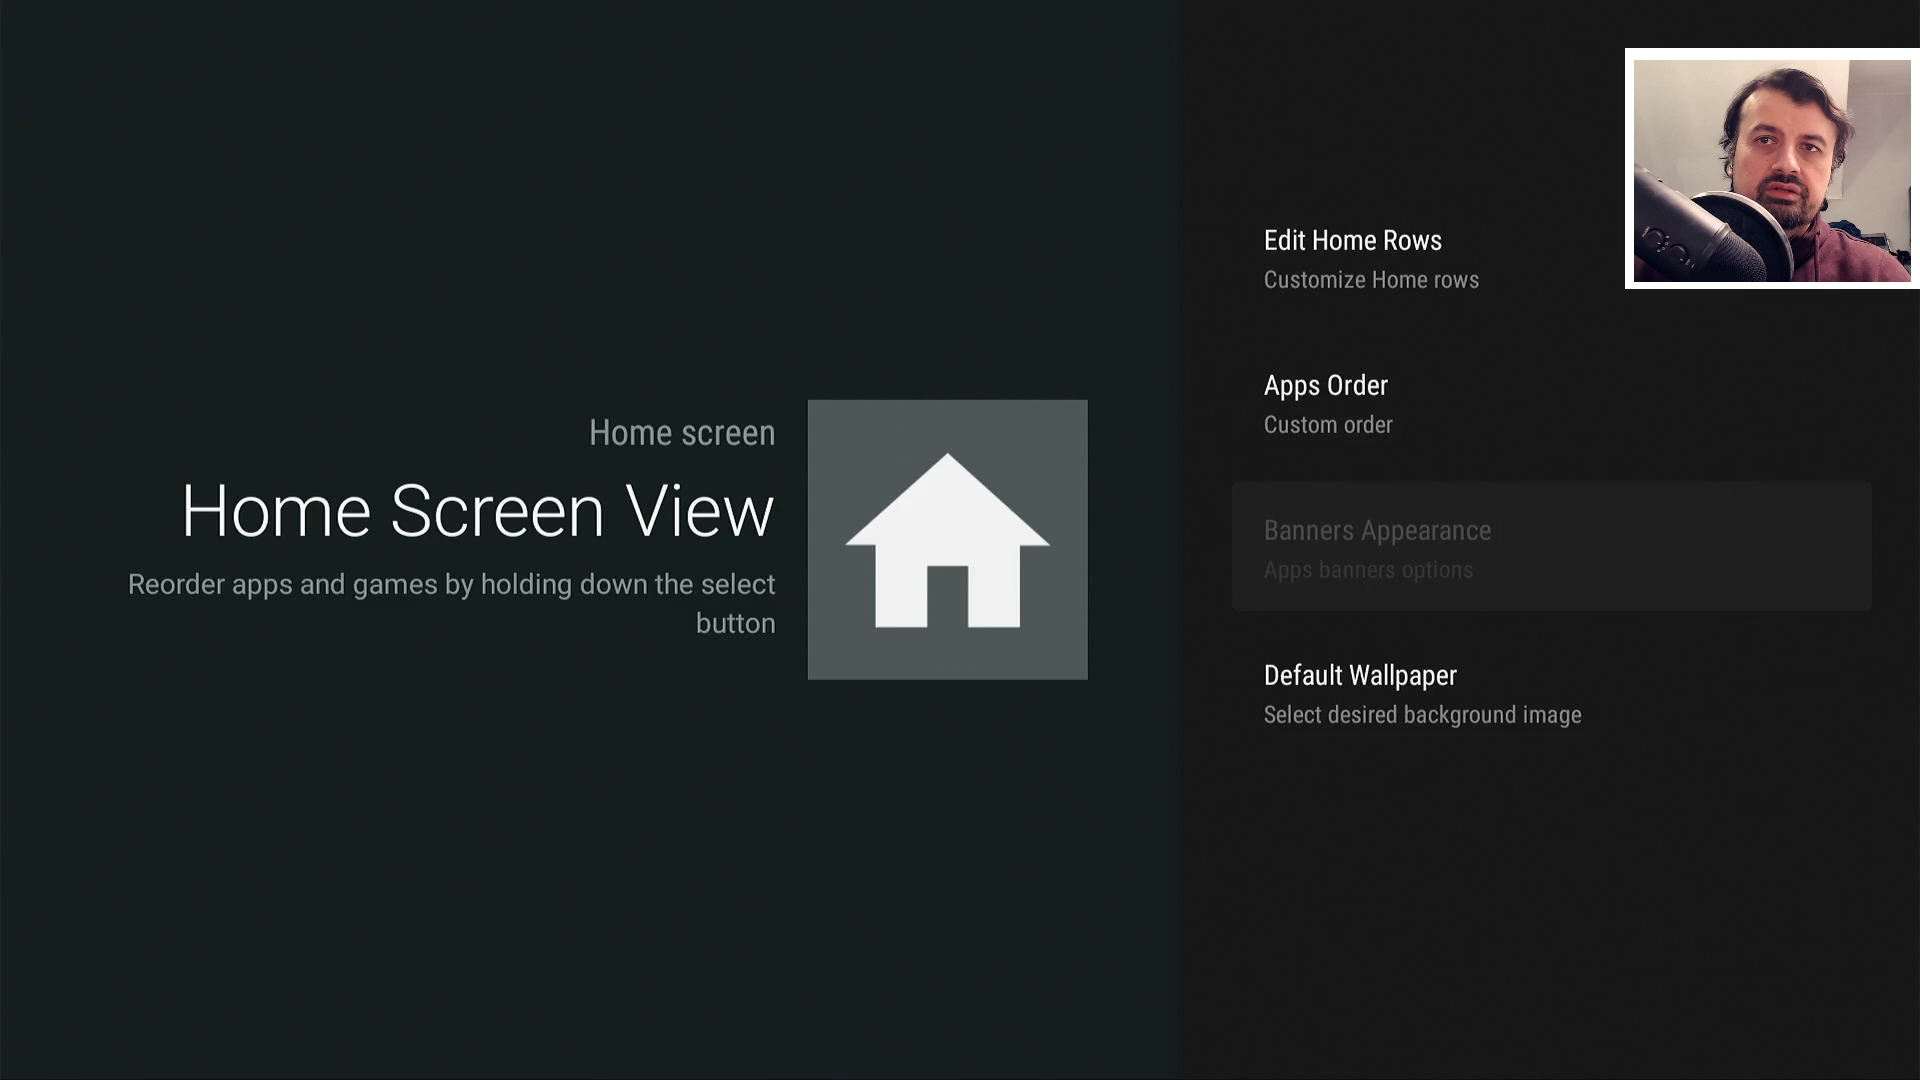 Home screen
Home Screen View
Reorder apps and games by holding down the select
button
Edit Home Rows
Customize Home rows
Apps Order
Custom order
Banners Appearance
Apps banners options
Default Wallpaper
Select desired background image